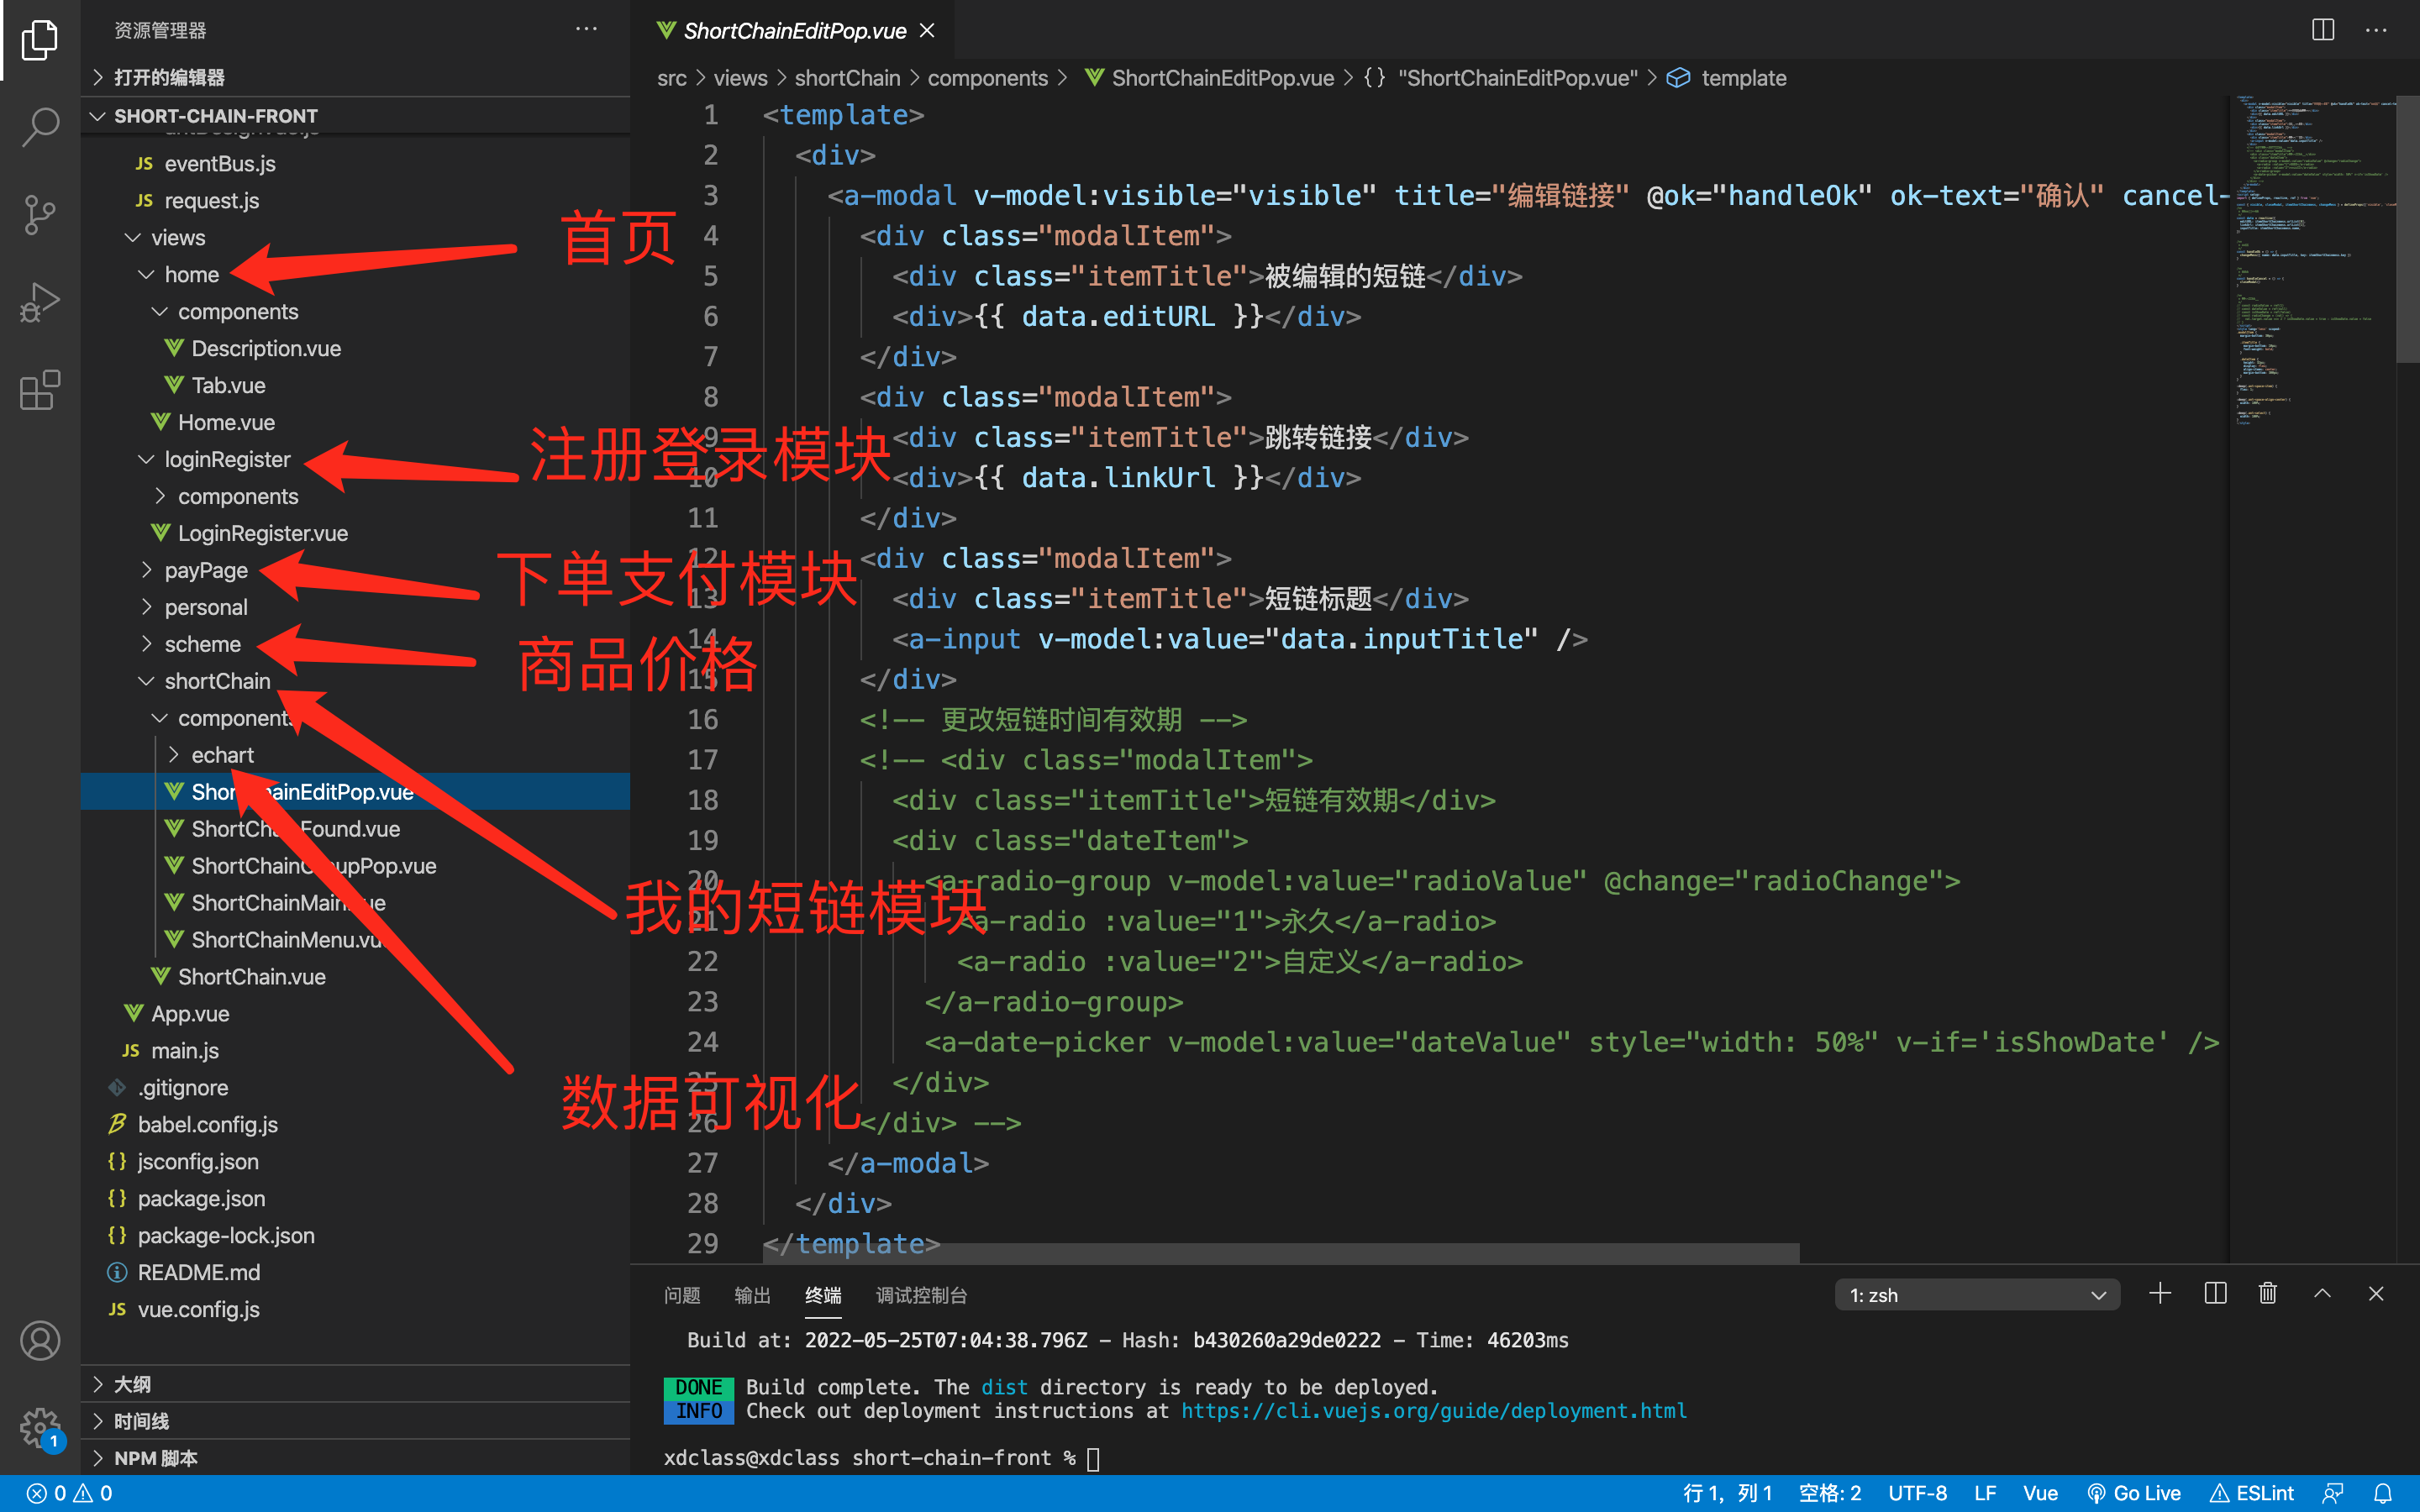 资源管理器
打开的编辑器
SHORT-CHAIN-FRONT
antDesignVue.js
eventBus.js
request.js
views
home
components
Description.vue
Tab.vue
Home.vue
loginRegister
components
LoginRegister.vue
payPage
personal
scheme
shortChain
components
echart
ShortChainEditPop.vue
ShortChainFound.vue
ShortChainGroupPop.vue
ShortChainMain.vue
ShortChainMenu.vue
ShortChain.vue
App.vue
main.js
.gitignore
babel.config.js
jsconfig.json
package.json
package-lock.json
README.md
vue.config.js
大纲
时间线
NPM 脚本
首页
注册登录模块
下单支付模块
商品价格
我的短链模块
数据可视化
ShortChainEditPop.vue
src > views > shortChain > components > ShortChainEditPop.vue > {} "ShortChainEditPop.vue" > template
1 <template>
2 <div>
3 <a-modal v-model:visible="visible" title="编辑链接" @ok="handleOk" ok-text="确认" cancel-
4 <div class="modalItem">
5 <div class="itemTitle">被编辑的短链</div>
6 <div>{{ data.editURL }}</div>
7 </div>
8 <div class="modalItem">
9 <div class="itemTitle">跳转链接</div>
10 <div>{{ data.linkUrl }}</div>
11 </div>
12 <div class="modalItem">
13 <div class="itemTitle">短链标题</div>
14 <a-input v-model:value="data.inputTitle" />
15 </div>
16 <!-- 更改短链时间有效期 -->
17 <!-- <div class="modalItem">
18 <div class="itemTitle">短链有效期</div>
19 <div class="dateItem">
20 <a-radio-group v-model:value="radioValue" @change="radioChange">
21 <a-radio :value="1">永久</a-radio>
22 <a-radio :value="2">自定义</a-radio>
23 </a-radio-group>
24 <a-date-picker v-model:value="dateValue" style="width: 50%" v-if='isShowDate' />
25 </div>
26 </div> -->
27 </a-modal>
28 </div>
29 </template>
问题 输出 终端 调试控制台
1: zsh
Build at: 2022-05-25T07:04:38.796Z - Hash: b430260a29de0222 - Time: 46203ms
DONE Build complete. The dist directory is ready to be deployed.
INFO Check out deployment instructions at https://cli.vuejs.org/guide/deployment.html
xdclass@xdclass short-chain-front %
1
0 0
行 1，列 1 空格: 2 UTF-8 LF Vue Go Live ESLint